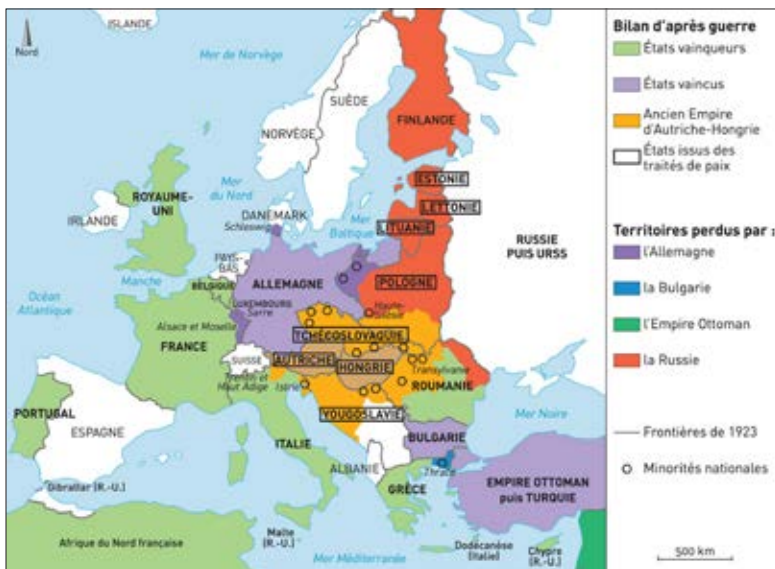 ISLANDE
Nord
Mer de Norvège
SUÈDE
NORVÈGE
FINLANDE
ESTONIE
LETTONIE
LITUANIE
Mer
du Nord
ROYAUME-
UNI
IRLANDE
DANEMARK
Schleswig
Mer
Baltique
RUSSIE
PUIS URSS
PAYS-
BAS
BELGIQUE
ALLEMAGNE
POLOGNE
Manche
Océan
Atlantique
LUXEMBOURG
Sarre
Haute-
Silésie
Alsace et Moselle
TCHÉCOSLOVAQUIE
FRANCE
SUISSE
AUTRICHE
HONGRIE
Transylvanie
Trentin et
Haut Adige
Istrie
ROUMANIE
YOUGOSLAVIE
PORTUGAL
ESPAGNE
ITALIE
Mer Noire
BULGARIE
ALBANIE
Thrace
Gibraltar (R.-U.)
GRÈCE
EMPIRE OTTOMAN
puis TURQUIE
Afrique du Nord française
Malte
(R.-U.)
Mer Méditerranée
Dodécanèse
(Italie)
Chypre
(R.-U.)
Bilan d'après guerre
États vainqueurs
États vaincus
Ancien Empire
d'Autriche-Hongrie
États issus des
traités de paix
Territoires perdus par :
l'Allemagne
la Bulgarie
l'Empire Ottoman
la Russie
Frontières de 1923
Minorités nationales
500 km